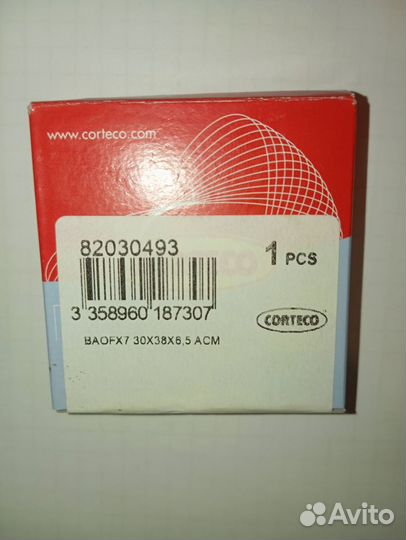 www.corteco.com
82030493
1 PCS
3 358960 187307
CORTECO
BAOFX7 30X38X6,5 ACM
Avito